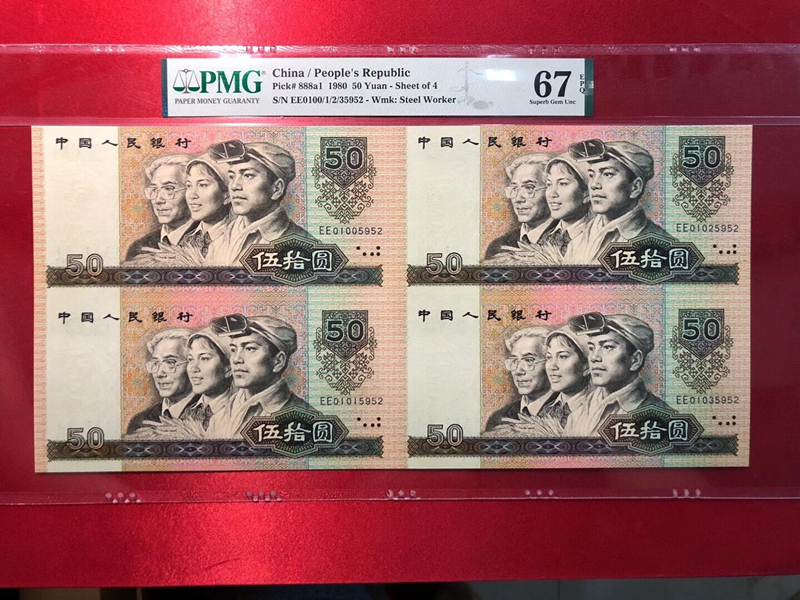 PMG
PAPER MONEY GUARANTY
China / People's Republic
Pick# 888a1 1980 50 Yuan - Sheet of 4
S/N EE0100/1/2/35952 - Wmk: Steel Worker
67
EPQ
Superb Gem Unc
中国人民银行
50
EE01005952
50
伍拾圆
中国人民银行
50
EE01025952
50
伍拾圆
中国人民银行
50
EE01015952
50
伍拾圆
中国人民银行
50
EE01035952
50
伍拾圆